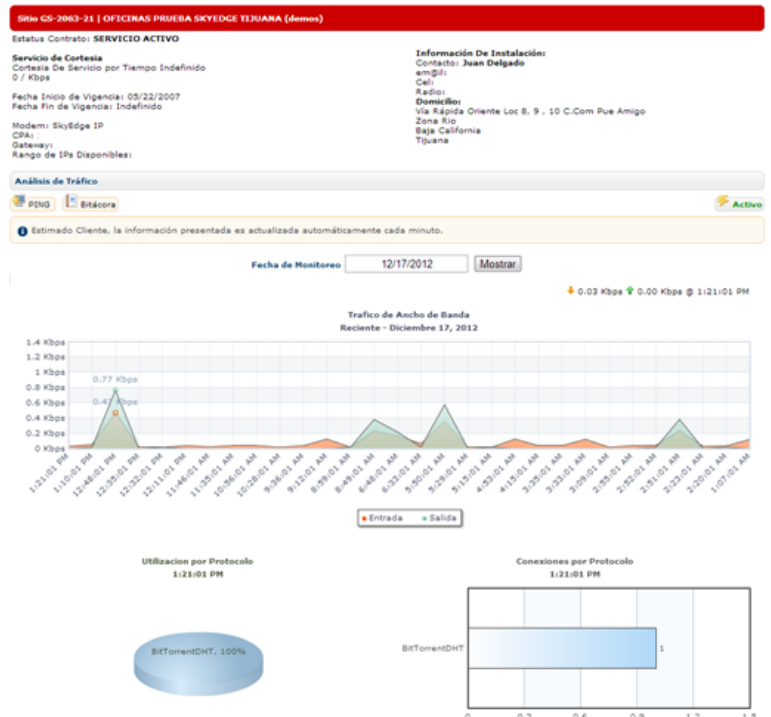 Sitio GS-2063-21 | OFICINAS PRUEBA SKYEDGE TIJUANA (demos)
Estatus Contrato: SERVICIO ACTIVO
Servicio de Cortesia
Cortesia De Servicio por Tiempo Indefinido
0 / Kbps
Fecha Inicio de Vigencia: 05/22/2007
Fecha Fin de Vigencia: Indefinido
Modem: SkyEdge IP
CPA:
Gateway:
Rango de IPs Disponibles:
Información De Instalación:
Contacto: Juan Delgado
em@il:
Cel:
Radio:
Domicilio:
Vía Rápida Oriente Loc 8, 9 , 10 C.Com Pue Amigo
Zona Rio
Baja California
Tijuana
Análisis de Tráfico
PING
Bitácora
Activo
Estimado Cliente, la información presentada es actualizada automáticamente cada minuto.
Fecha de Monitoreo 12/17/2012 Mostrar
0.03 Kbps 0.00 Kbps @ 1:21:01 PM
Trafico de Ancho de Banda
Reciente - Diciembre 17, 2012
1.4 Kbps
1.2 Kbps
1 Kbps
0.8 Kbps
0.6 Kbps
0.4 Kbps
0.2 Kbps
0 Kbps
0.77 Kbps
0.47 Kbps
1:21:01 PM
1:10:01 PM
12:48:01 PM
12:35:01 PM
12:32:01 PM
12:11:01 PM
11:46:01 AM
11:35:01 AM
10:56:01 AM
10:28:01 AM
9:36:01 AM
9:12:01 AM
8:59:01 AM
8:49:01 AM
6:48:01 AM
6:33:01 AM
5:50:01 AM
5:29:01 AM
5:15:01 AM
4:53:01 AM
4:15:01 AM
3:35:01 AM
3:33:01 AM
3:09:01 AM
2:55:01 AM
2:52:01 AM
2:51:01 AM
2:23:01 AM
2:20:01 AM
1:07:01 AM
Entrada Salida
Utilizacion por Protocolo
1:21:01 PM
BitTorrentDHT, 100%
Conexiones por Protocolo
1:21:01 PM
BitTorrentDHT
1
0 0.3 0.6 0.9 1.2 1.5